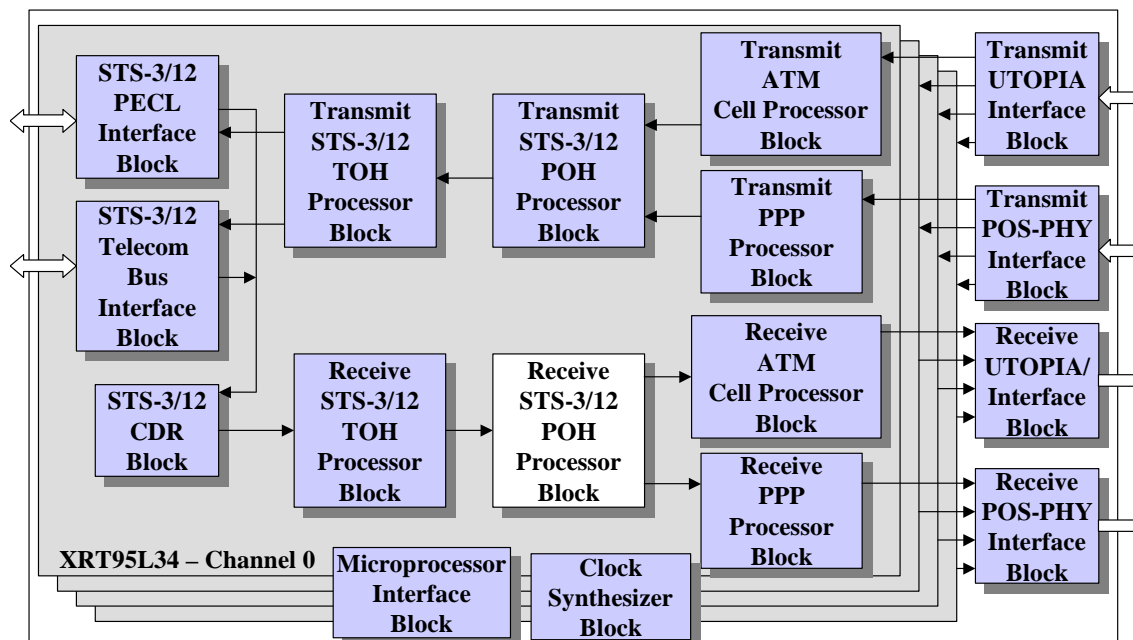 STS-3/12
PECL
Interface
Block
Transmit
STS-3/12
TOH
Processor
Block
Transmit
STS-3/12
POH
Processor
Block
Transmit
ATM
Cell Processor
Block
Transmit
UTOPIA
Interface
Block
STS-3/12
Telecom
Bus
Interface
Block
Transmit
PPP
Processor
Block
Transmit
POS-PHY
Interface
Block
STS-3/12
CDR
Block
Receive
STS-3/12
TOH
Processor
Block
Receive
STS-3/12
POH
Processor
Block
Receive
ATM
Cell Processor
Block
Receive
UTOPIA/
Interface
Block
Receive
PPP
Processor
Block
Receive
POS-PHY
Interface
Block
XRT95L34 – Channel 0
Microprocessor
Interface
Block
Clock
Synthesizer
Block